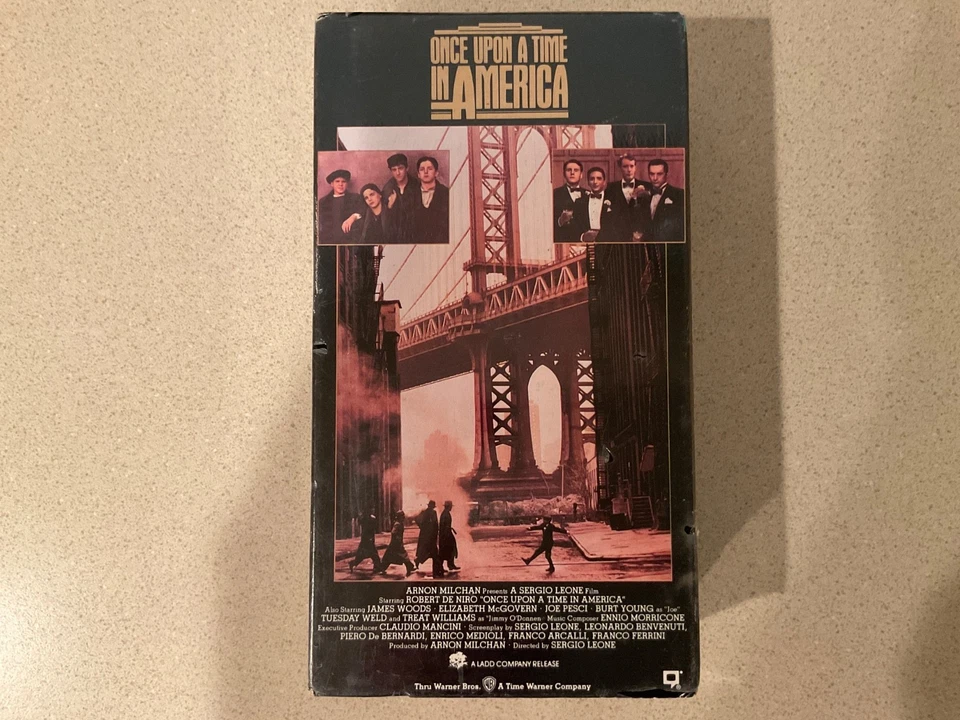 ONCE UPON A TIME
IN AMERICA
ARNON MILCHAN Presents A SERGIO LEONE Film
Starring ROBERT DE NIRO "ONCE UPON A TIME IN AMERICA"
Also Starring JAMES WOODS · ELIZABETH McGOVERN · JOE PESCI · BURT YOUNG as "Joe"
TUESDAY WELD and TREAT WILLIAMS as "Jimmy O'Donnell · Music Composer ENNIO MORRICONE
Executive Producer CLAUDIO MANCINI · Screenplay by SERGIO LEONE, LEONARDO BENVENUTI,
PIERO De BERNARDI, ENRICO MEDIOLI, FRANCO ARCALLI, FRANCO FERRINI
Produced by ARNON MILCHAN · Directed by SERGIO LEONE
A LADD COMPANY RELEASE
Thru Warner Bros. WB A Time Warner Company